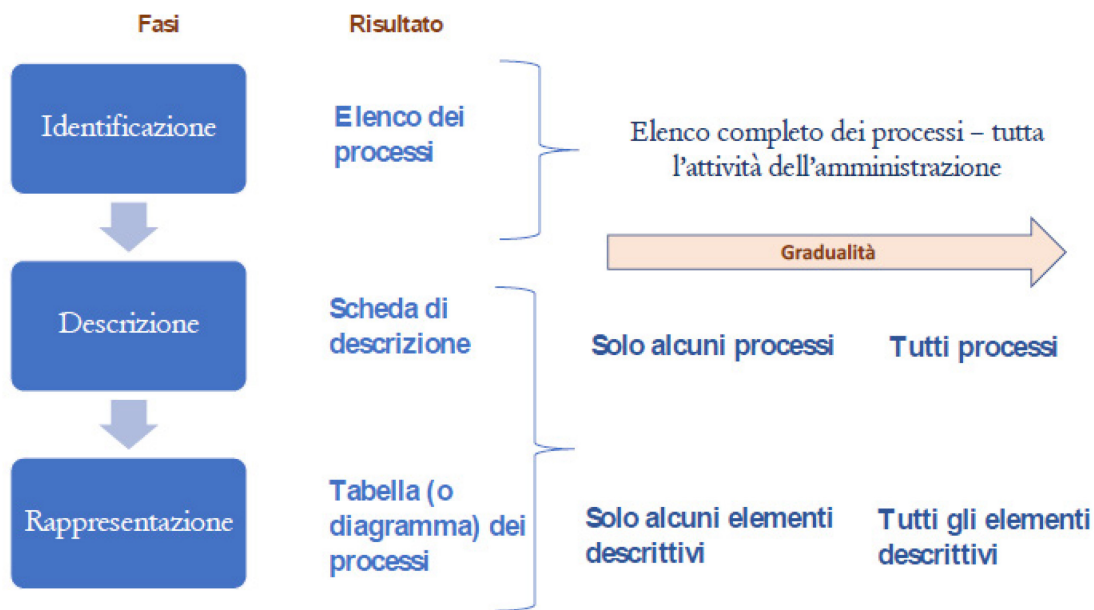 Fasi
Risultato
Identificazione
Elenco dei
processi
Elenco completo dei processi – tutta
l'attività dell'amministrazione
Gradualità
Descrizione
Scheda di
descrizione
Solo alcuni processi
Tutti processi
Rappresentazione
Tabella (o
diagramma) dei
processi
Solo alcuni elementi
descrittivi
Tutti gli elementi
descrittivi